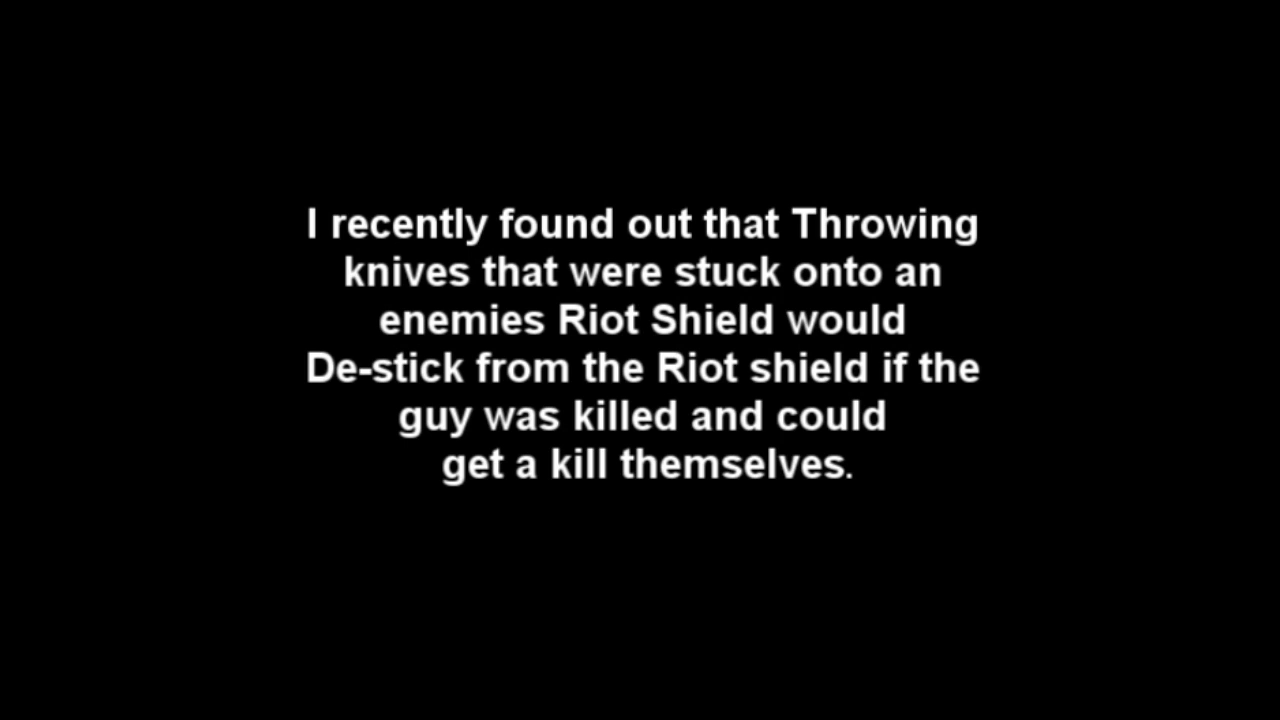 I recently found out that Throwing
knives that were stuck onto an
enemies Riot Shield would
De-stick from the Riot shield if the
guy was killed and could
get a kill themselves.